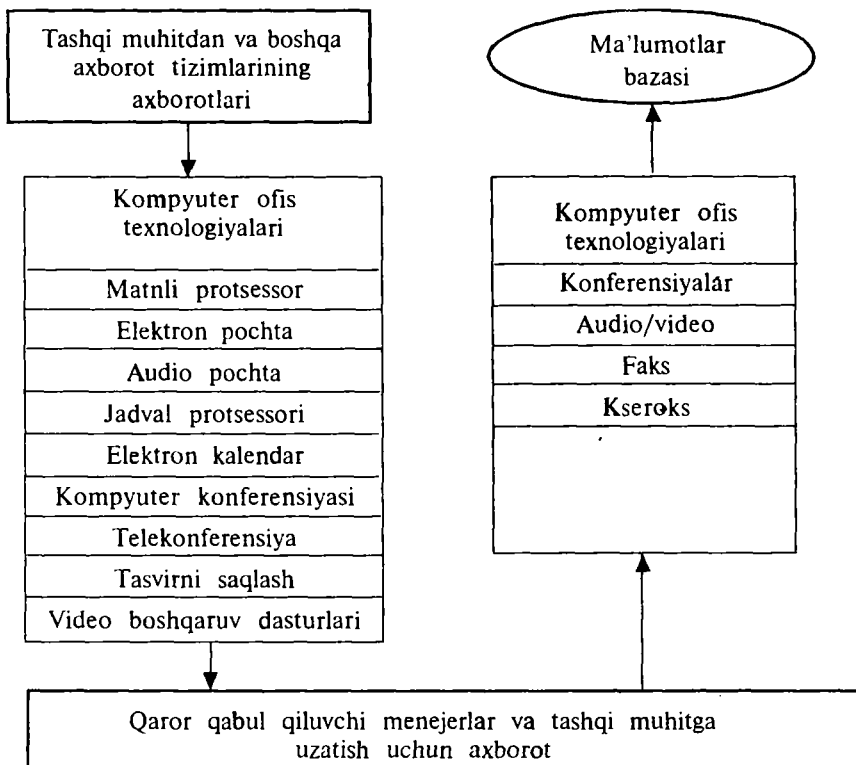 Tashqi muhitdan va boshqa
axborot tizimlarining
axborotlari
Ma'lumotlar
bazasi
Kompyuter ofis
texnologiyalari
Matnli protsessor
Elektron pochta
Audio pochta
Jadval protsessori
Elektron kalendar
Kompyuter konferensiyasi
Telekonferensiya
Tasvirni saqlash
Video boshqaruv dasturlari
Kompyuter ofis
texnologiyalari
Konferensiyalar
Audio/video
Faks
Kseroks
Qaror qabul qiluvchi menejerlar va tashqi muhitga
uzatish uchun axborot